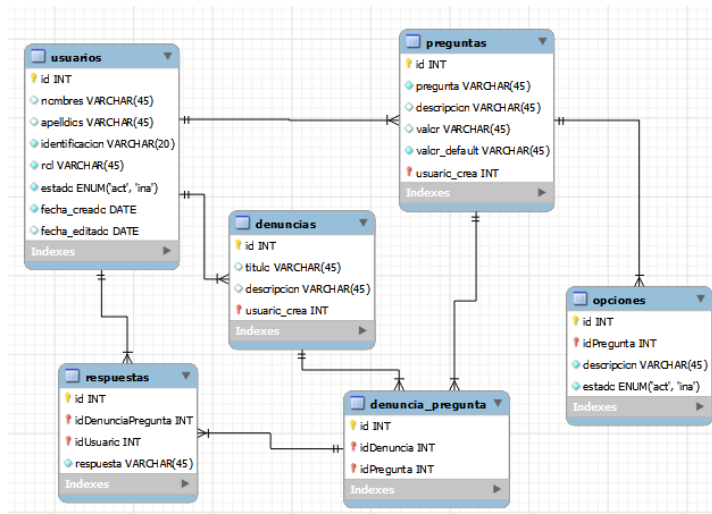 usuarios
id INT
nombres VARCHAR(45)
apelldios VARCHAR(45)
identificacion VARCHAR(20)
rol VARCHAR(45)
estado ENUM('act', 'ina')
fecha_creado DATE
fecha_editado DATE
Indexes
preguntas
id INT
pregunta VARCHAR(45)
descripcion VARCHAR(45)
valor VARCHAR(45)
valor_default VARCHAR(45)
usuario_crea INT
Indexes
denuncias
id INT
titulo VARCHAR(45)
descripcion VARCHAR(45)
usuario_crea INT
Indexes
opciones
id INT
idPregunta INT
descripcion VARCHAR(45)
estado ENUM('act', 'ina')
Indexes
respuestas
id INT
idDenunciaPregunta INT
idUsuario INT
respuesta VARCHAR(45)
Indexes
denuncia_pregunta
id INT
idDenuncia INT
idPregunta INT
Indexes